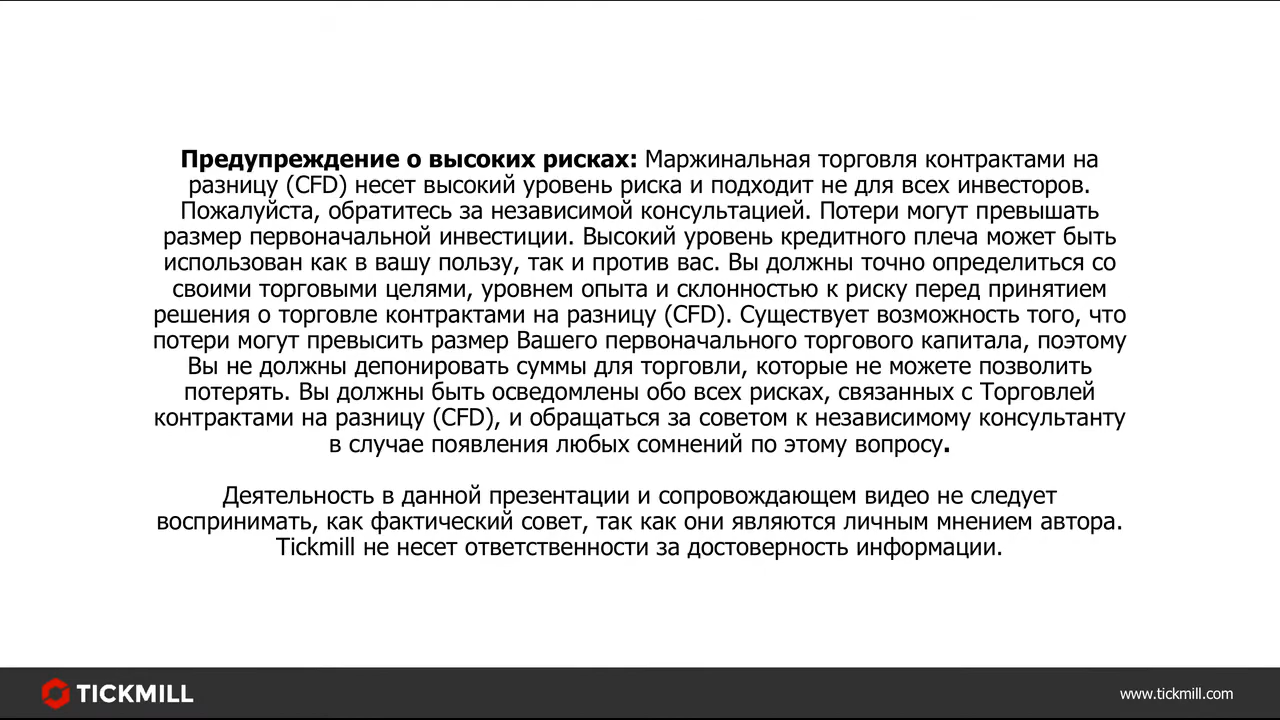 Предупреждение о высоких рисках: Маржинальная торговля контрактами на
разницу (CFD) несет высокий уровень риска и подходит не для всех инвесторов.
Пожалуйста, обратитесь за независимой консультацией. Потери могут превышать
размер первоначальной инвестиции. Высокий уровень кредитного плеча может быть
использован как в вашу пользу, так и против вас. Вы должны точно определиться со
своими торговыми целями, уровнем опыта и склонностью к риску перед принятием
решения о торговле контрактами на разницу (CFD). Существует возможность того, что
потери могут превысить размер Вашего первоначального торгового капитала, поэтому
Вы не должны депонировать суммы для торговли, которые не можете позволить
потерять. Вы должны быть осведомлены обо всех рисках, связанных с Торговлей
контрактами на разницу (CFD), и обращаться за советом к независимому консультанту
в случае появления любых сомнений по этому вопросу.
Деятельность в данной презентации и сопровождающем видео не следует
воспринимать, как фактический совет, так как они являются личным мнением автора.
Tickmill не несет ответственности за достоверность информации.
TICKMILL
www.tickmill.com